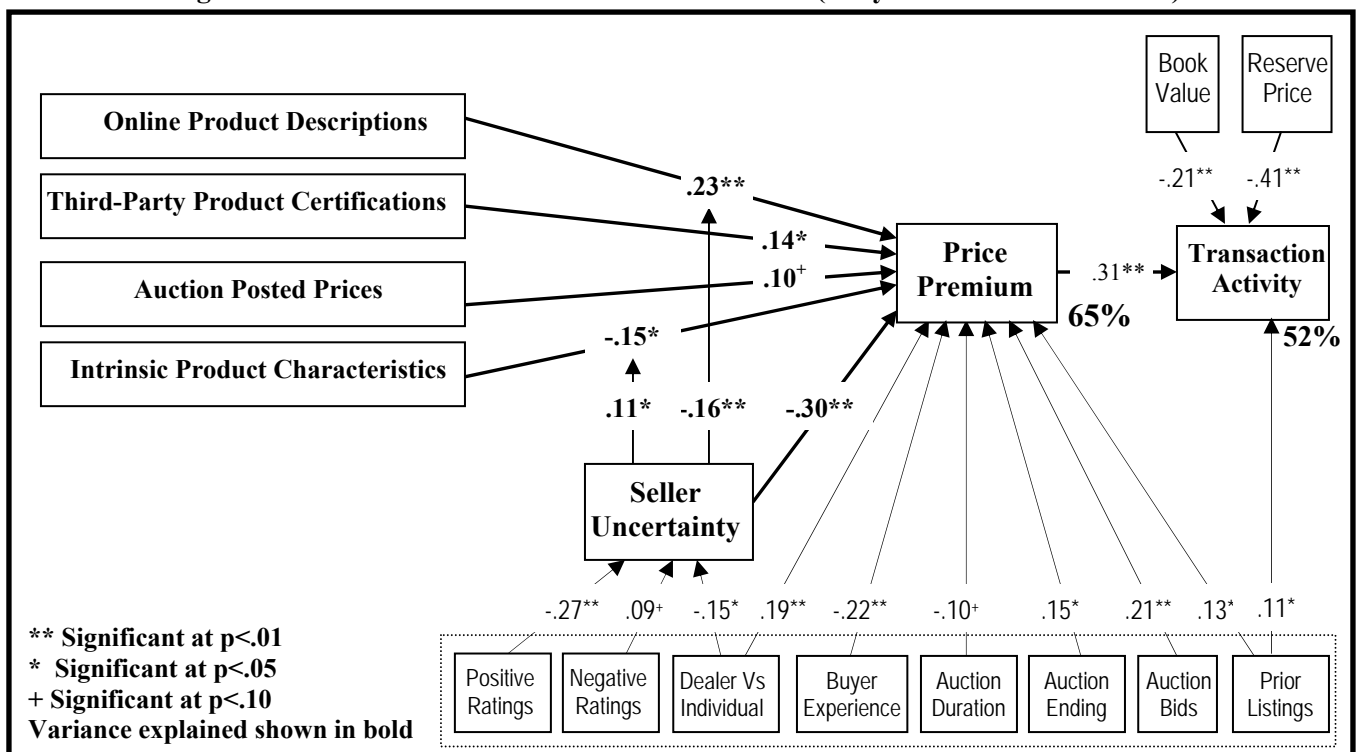 Book
Value
Reserve
Price
Online Product Descriptions
Third-Party Product Certifications
Auction Posted Prices
Intrinsic Product Characteristics
.23**
.14*
.10+
-.15*
-.21**
-.41**
Price
Premium
65%
.31**
Transaction
Activity
52%
.11*
-.16**
-.30**
Seller
Uncertainty
-.27**
.09+
-.15*
.19**
-.22**
-.10+
.15*
.21**
.13*
.11*
** Significant at p<.01
* Significant at p<.05
+ Significant at p<.10
Variance explained shown in bold
Positive
Ratings
Negative
Ratings
Dealer Vs
Individual
Buyer
Experience
Auction
Duration
Auction
Ending
Auction
Bids
Prior
Listings